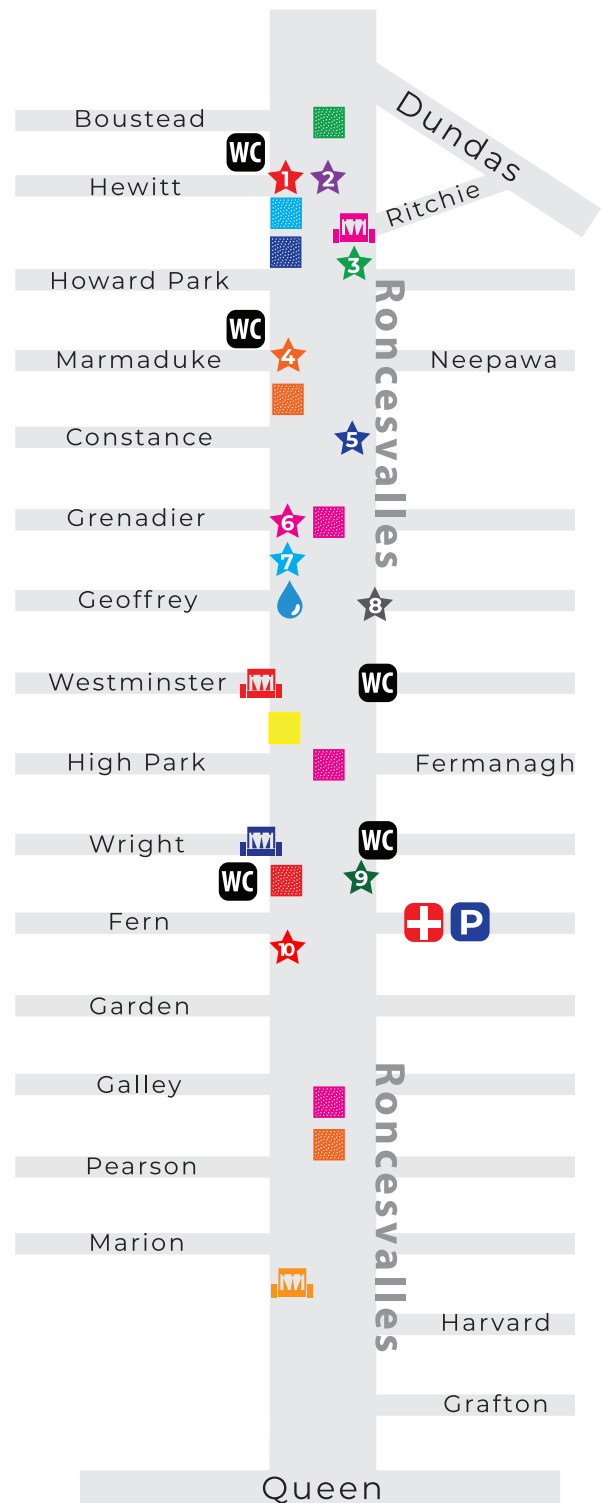 Boustead
Dundas
WC
1
2
Hewitt
Ritchie
3
Howard Park
Roncesvalles
WC
4
Marmaduke
Neepawa
Constance
5
Grenadier
6
7
Geoffrey
8
Westminster
WC
High Park
Fermanagh
Wright
WC
WC
9
Fern
P
10
Garden
Roncesvalles
Galley
Pearson
Marion
Harvard
Grafton
Queen